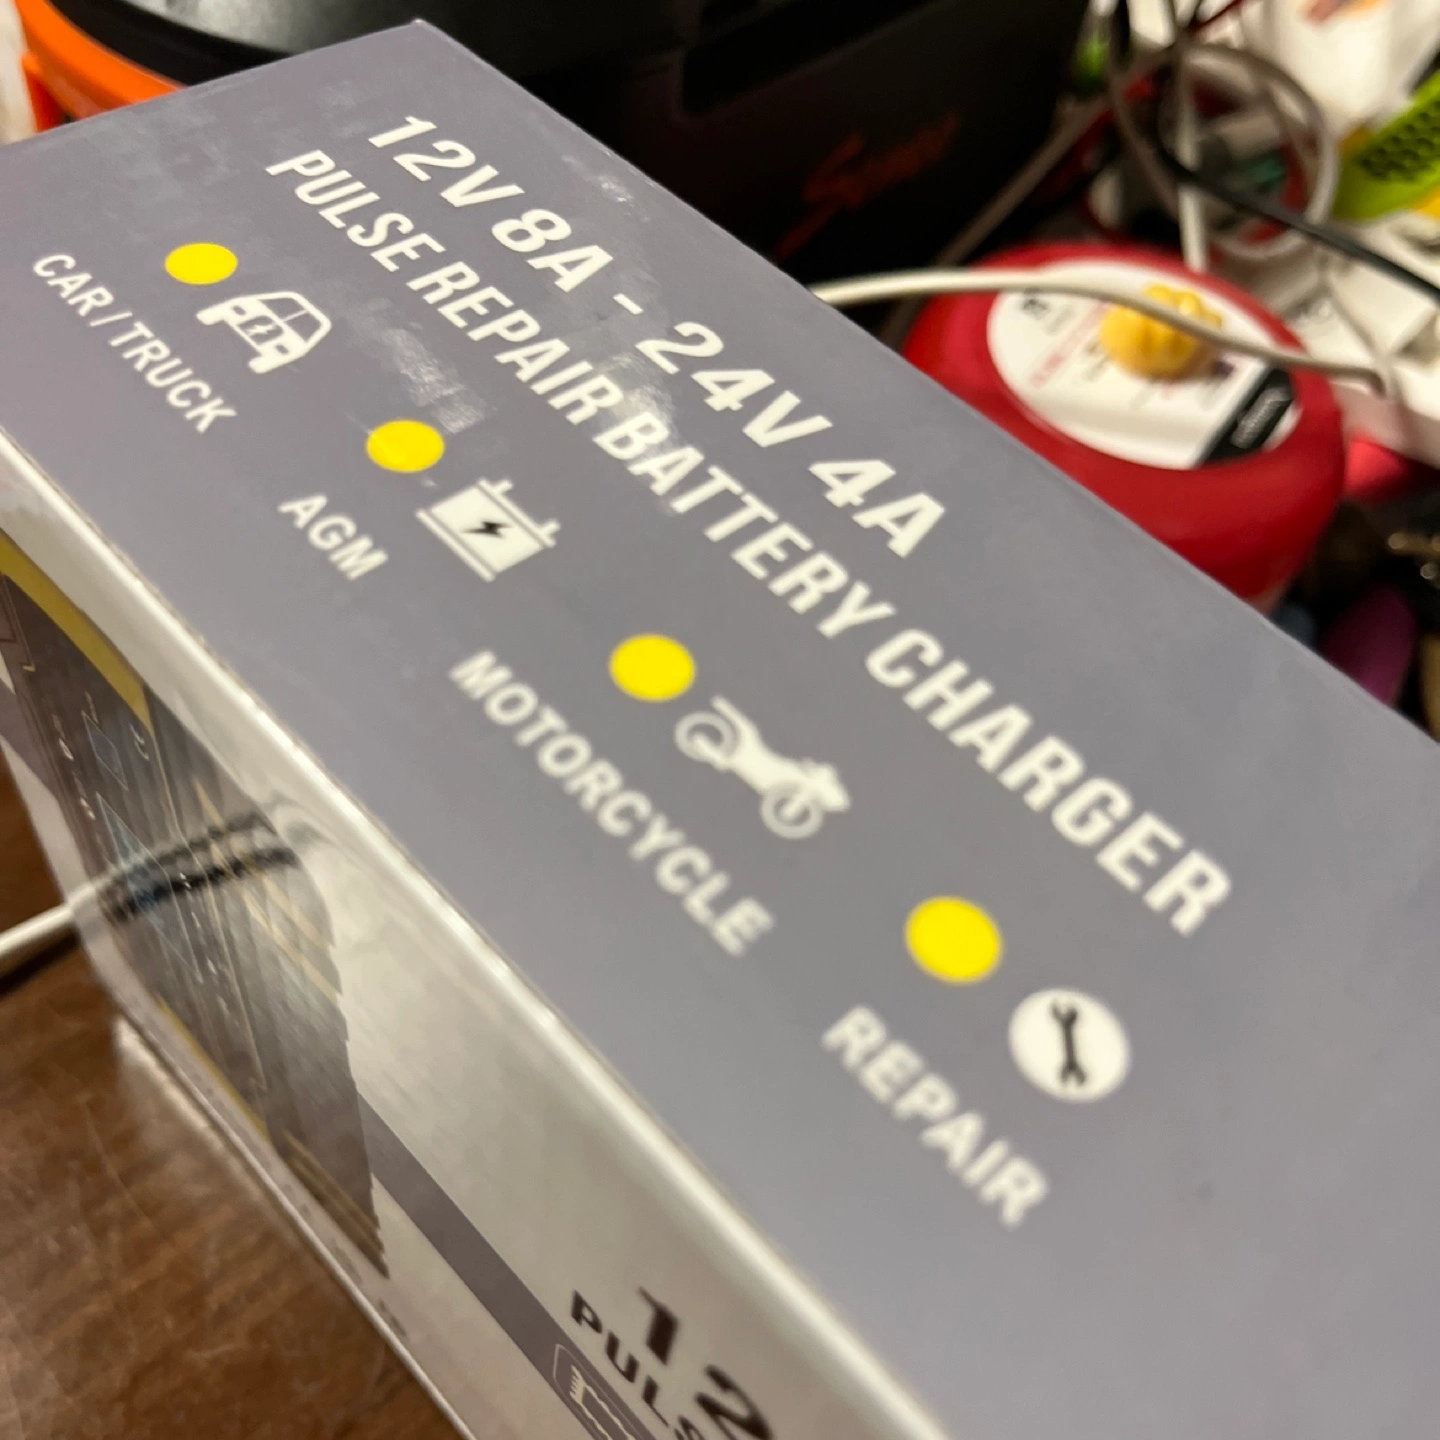 12V 8A - 24V 4A
PULSE REPAIR BATTERY CHARGER
CAR / TRUCK
AGM
MOTORCYCLE
REPAIR
12
PULS